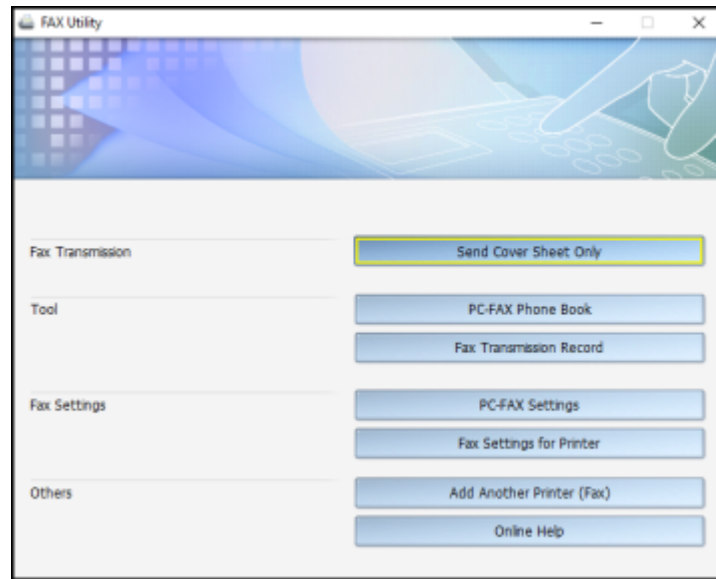 FAX Utility
Fax Transmission
Send Cover Sheet Only
Tool
PC-FAX Phone Book
Fax Transmission Record
Fax Settings
PC-FAX Settings
Fax Settings for Printer
Others
Add Another Printer (Fax)
Online Help